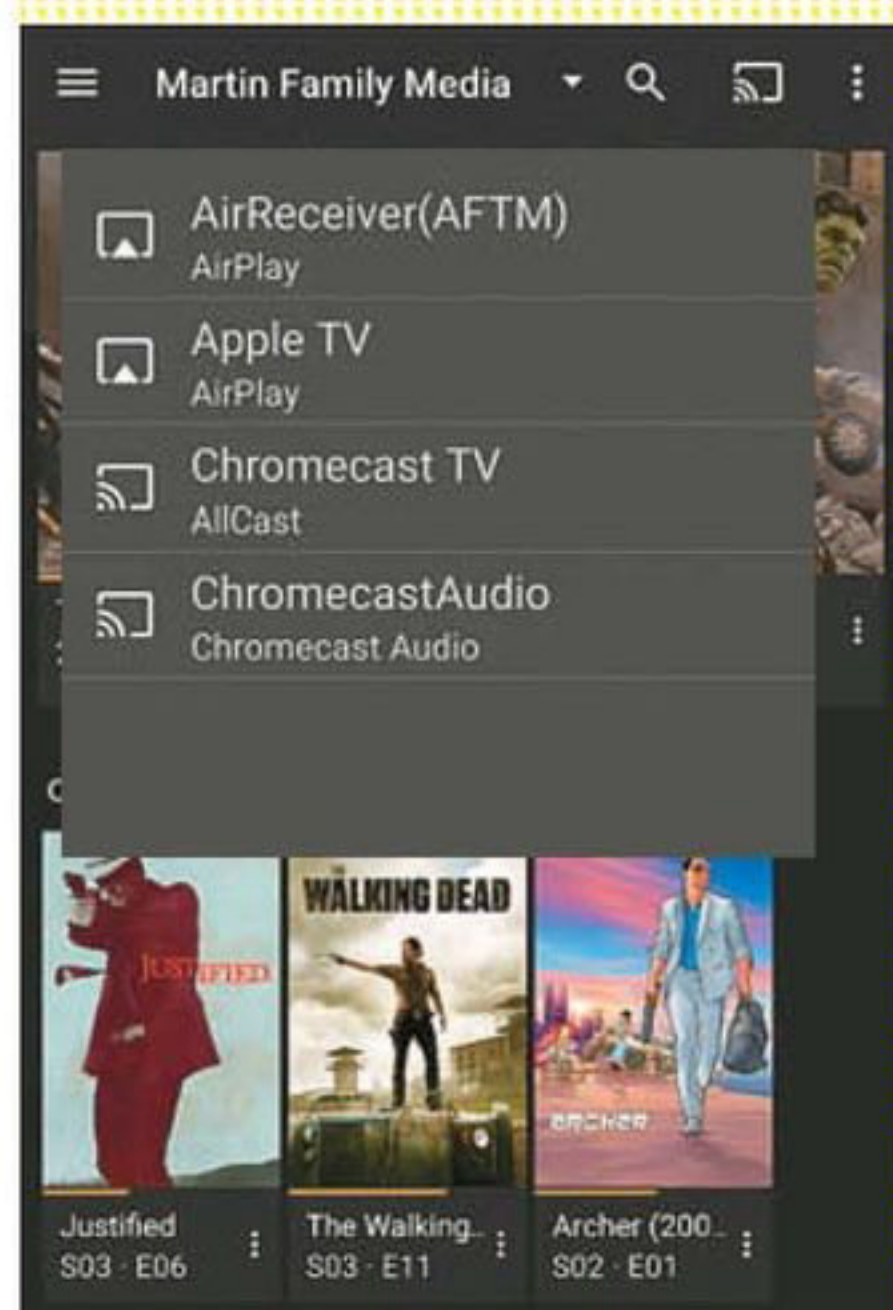 Martin Family Media
AirReceiver(AFTM)
AirPlay
Apple TV
AirPlay
Chromecast TV
AllCast
ChromecastAudio
Chromecast Audio
JUSTIFIED
THE
WALKING DEAD
ARCHER
Justified
S03 · E06
The Walking...
S03 · E11
Archer (200...
S02 · E01